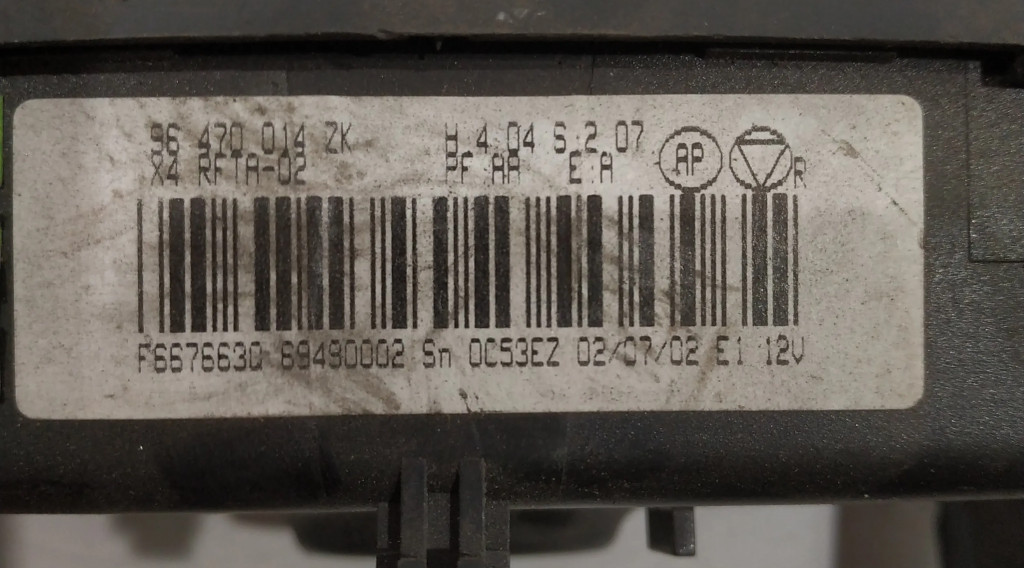 96 470 014 ZK H 4.04 S 2.07
X4 RFTA-02 PF AA E A AP R
F667663Q 69490002 Sn 0C53EZ 02/07/02 E1 12V